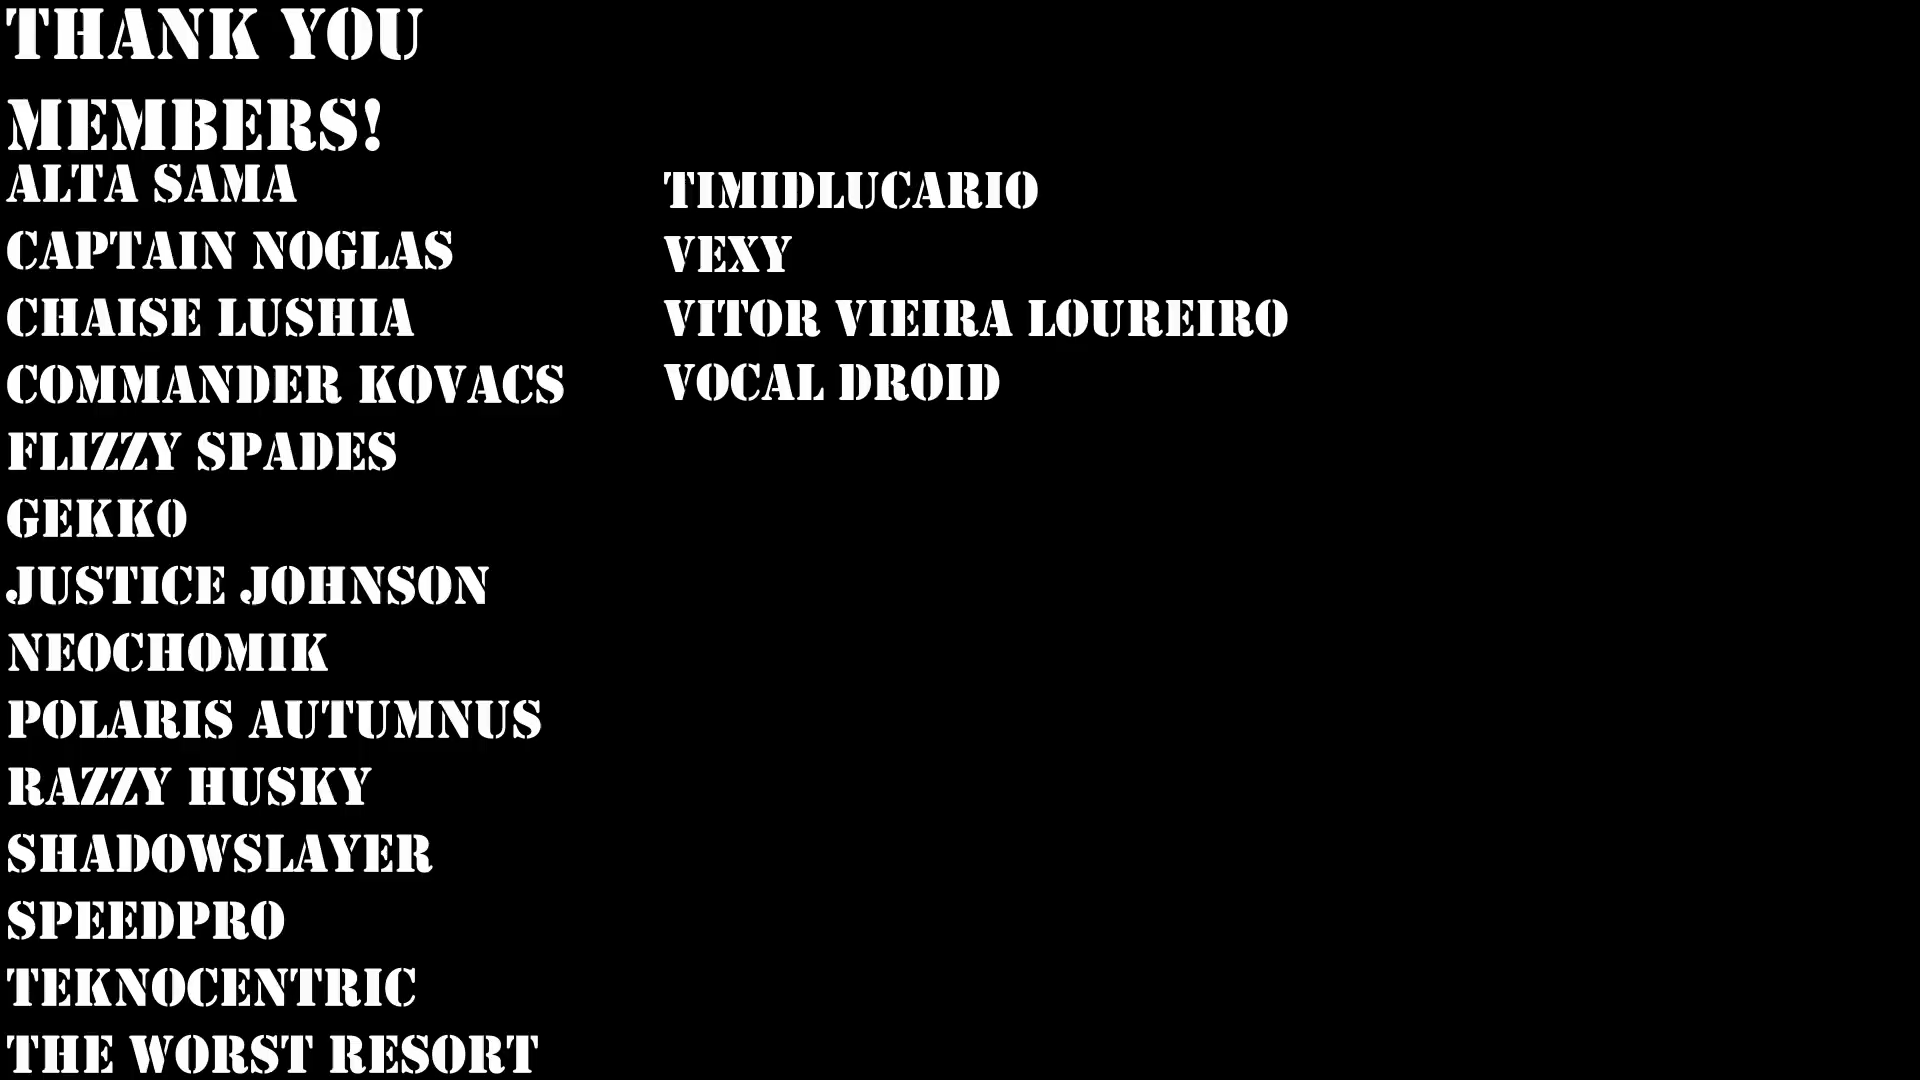 THANK YOU
MEMBERS!
ALTA SAMA
CAPTAIN NOGLAS
CHAISE LUSHIA
COMMANDER KOVACS
FLIZZY SPADES
GEKKO
JUSTICE JOHNSON
NEOCHOMIK
POLARIS AUTUMNUS
RAZZY HUSKY
SHADOWSLAYER
SPEEDPRO
TEKNOCENTRIC
THE WORST RESORT
TIMIDLUCARIO
VEXY
VITOR VIEIRA LOUREIRO
VOCAL DROID